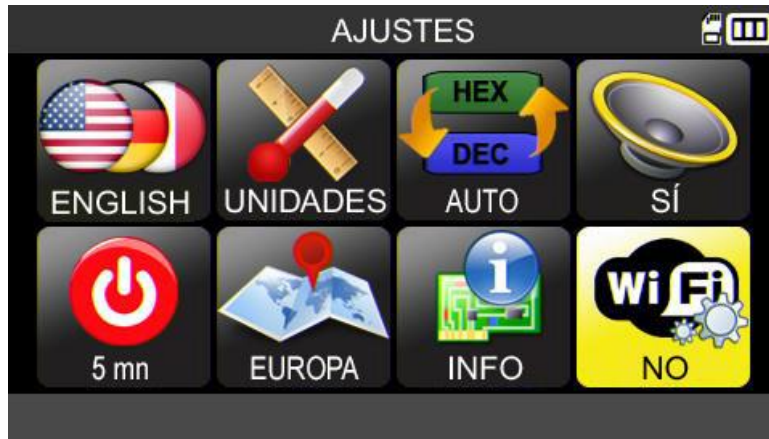 AJUSTES
HEX
DEC
ENGLISH
UNIDADES
AUTO
SÍ
i
Wi Fi
5 mn
EUROPA
INFO
NO